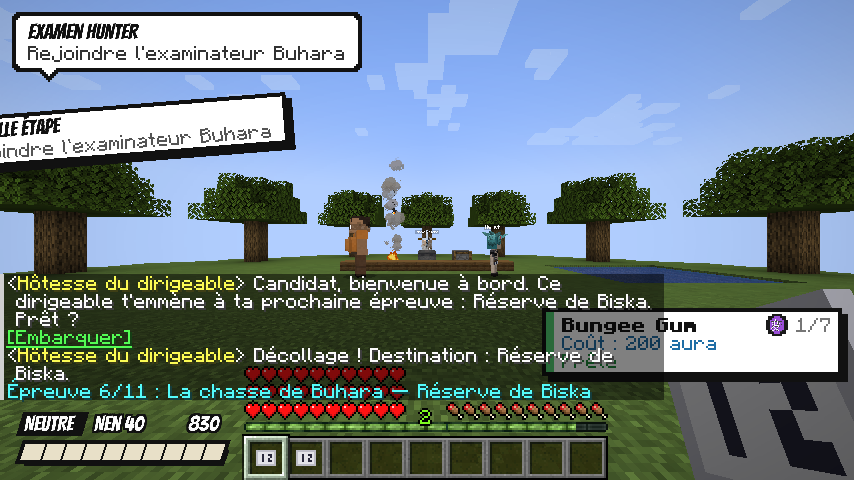 EXAMEN HUNTER
Rejoindre l'examinateur Buhara
LLE ÉTAPE
oindre l'examinateur Buhara
<Hôtesse du dirigeable> Candidat, bienvenue à bord. Ce
dirigeable t'emmène à ta prochaine épreuve : Réserve de Biska.
Prêt ?
[Embarquer]
<Hôtesse du dirigeable> Décollage ! Destination : Réserve de
Biska.
Épreuve 6/11 : La chasse de Buhara — Réserve de Biska
Bungee Gum
1/7
Coût : 200 aura
Prêle
NEUTRE
NEN 40
830
2
12
12
12